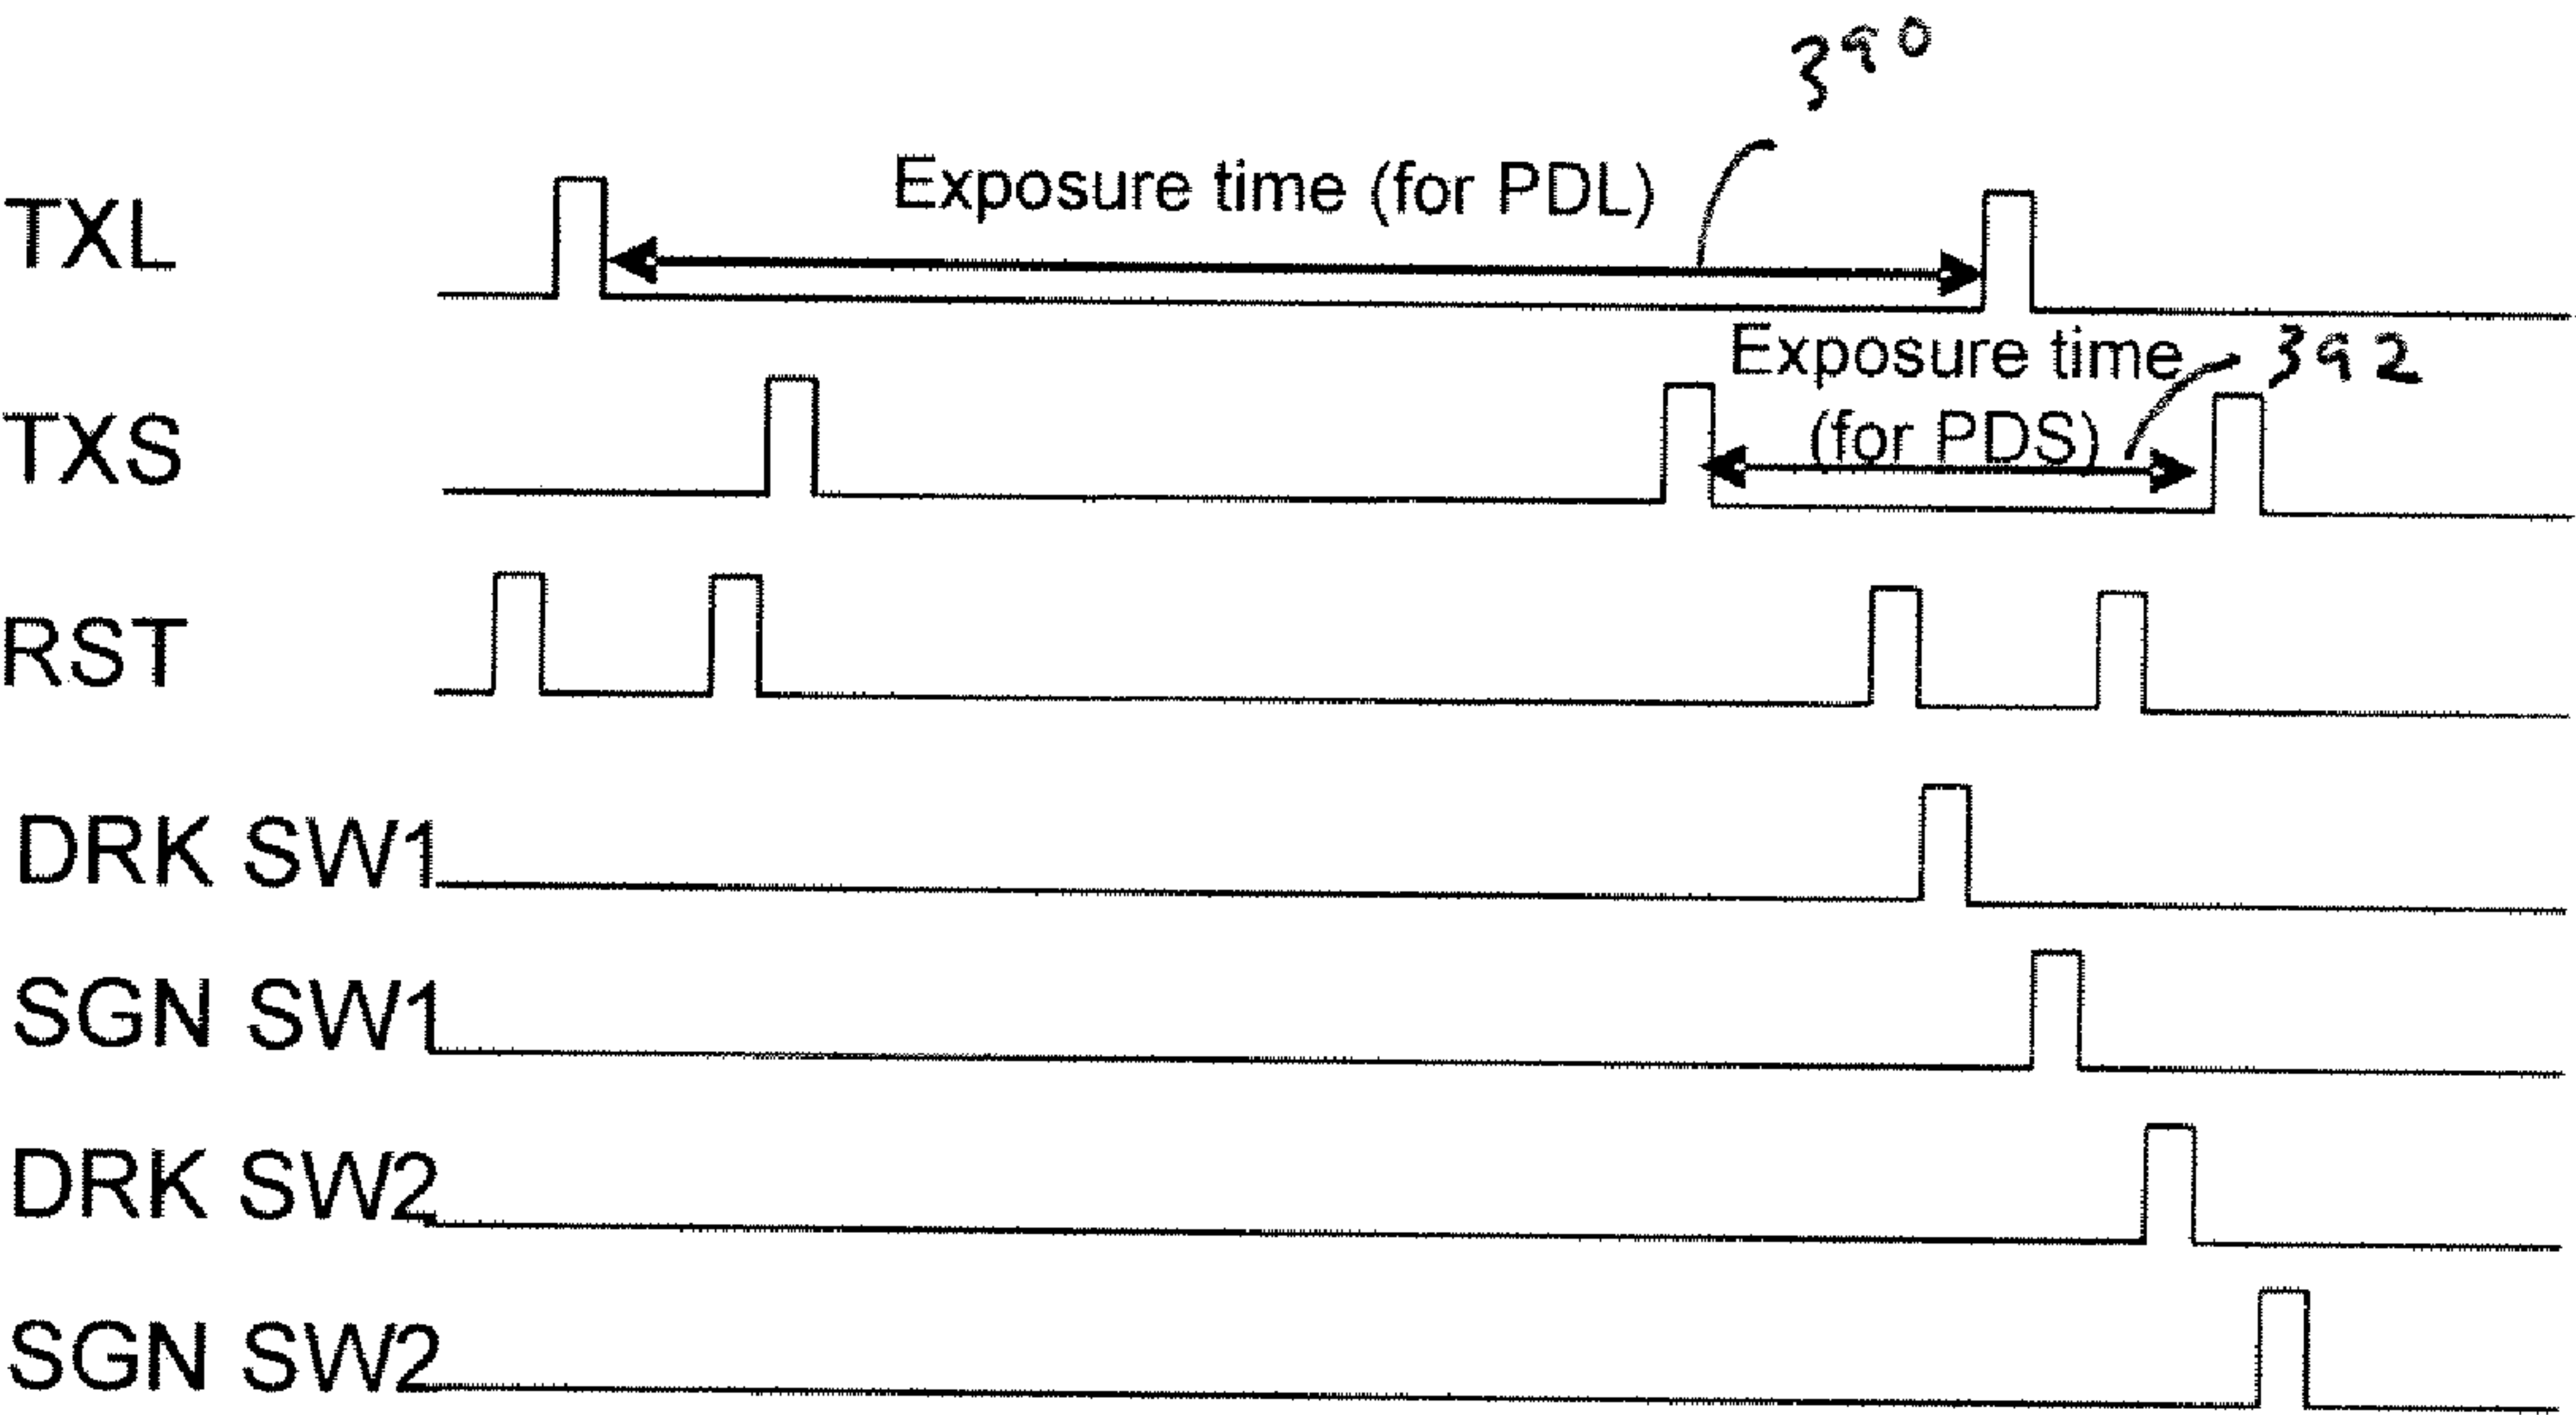 390
TXL
Exposure time (for PDL)
TXS
Exposure time
(for PDS)
392
RST
DRK SW1
SGN SW1
DRK SW2
SGN SW2